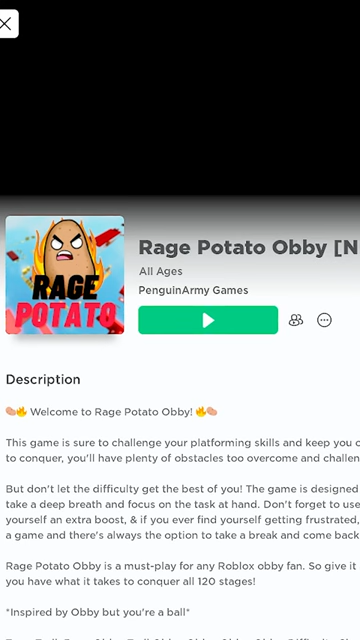 Rage Potato Obby [N
All Ages
RAGE
POTATO
PenguinArmy Games
Description
🥔🔥 Welcome to Rage Potato Obby! 🔥🥔
This game is sure to challenge your platforming skills and keep you
to conquer, you'll have plenty of obstacles too overcome and challen
But don't let the difficulty get the best of you! The game is designed
take a deep breath and focus on the task at hand. Don't forget to use
yourself an extra boost, & if you ever find yourself getting frustrated,
a game and there's always the option to take a break and come back
Rage Potato Obby is a must-play for any Roblox obby fan. So give it
you have what it takes to conquer all 120 stages!
*Inspired by Obby but you're a ball*